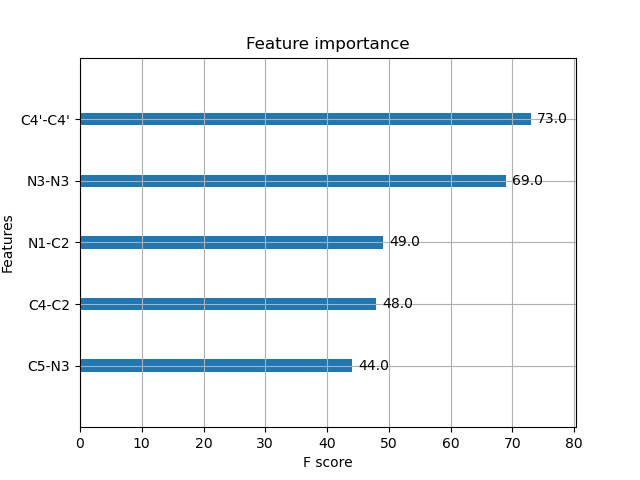 Feature importance
C4'-C4'
73.0
N3-N3
69.0
N1-C2
49.0
C4-C2
48.0
C5-N3
44.0
Features
0 10 20 30 40 50 60 70 80
F score